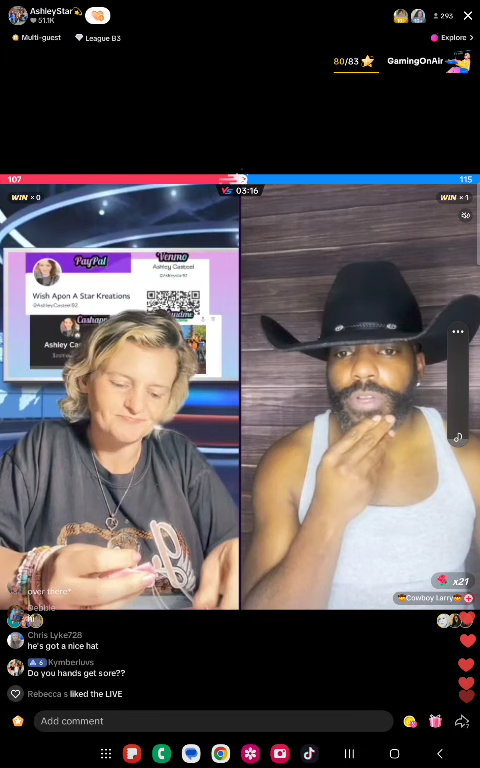 AshleyStar💫
51.1K
293
Multi-guest
League B3
Explore >
80/83
GamingOnAir
107
115
WIN × 0
VS 03:16
WIN × 1
PayPal
Venmo
Wish Apon A Star Kreations
Cashapp
Ashley Ca
x21
🤠Cowboy Larry🤠
over there*
Debbie
hi
Chris Lyke728
he's got a nice hat
6 Kymberluvs
Do you hands get sore??
Rebecca s liked the LIVE
Add comment